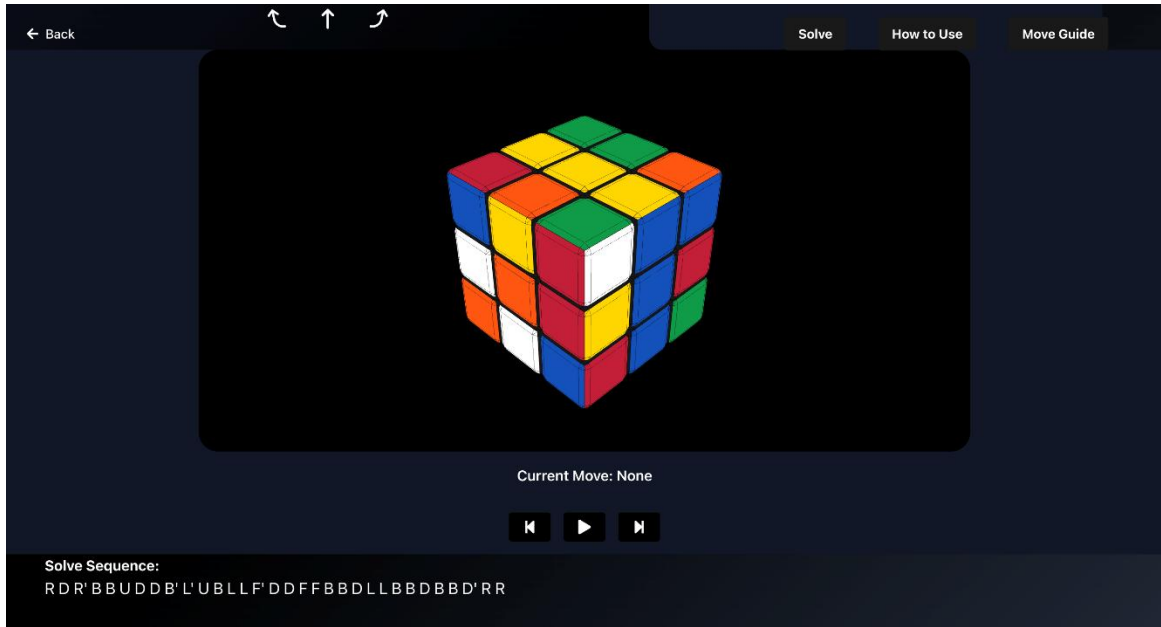 Back
Solve
How to Use
Move Guide
Current Move: None
Solve Sequence:
R D R' B B U D D B' L' U B L L F' D D F F B B D L L B B D B B D' R R